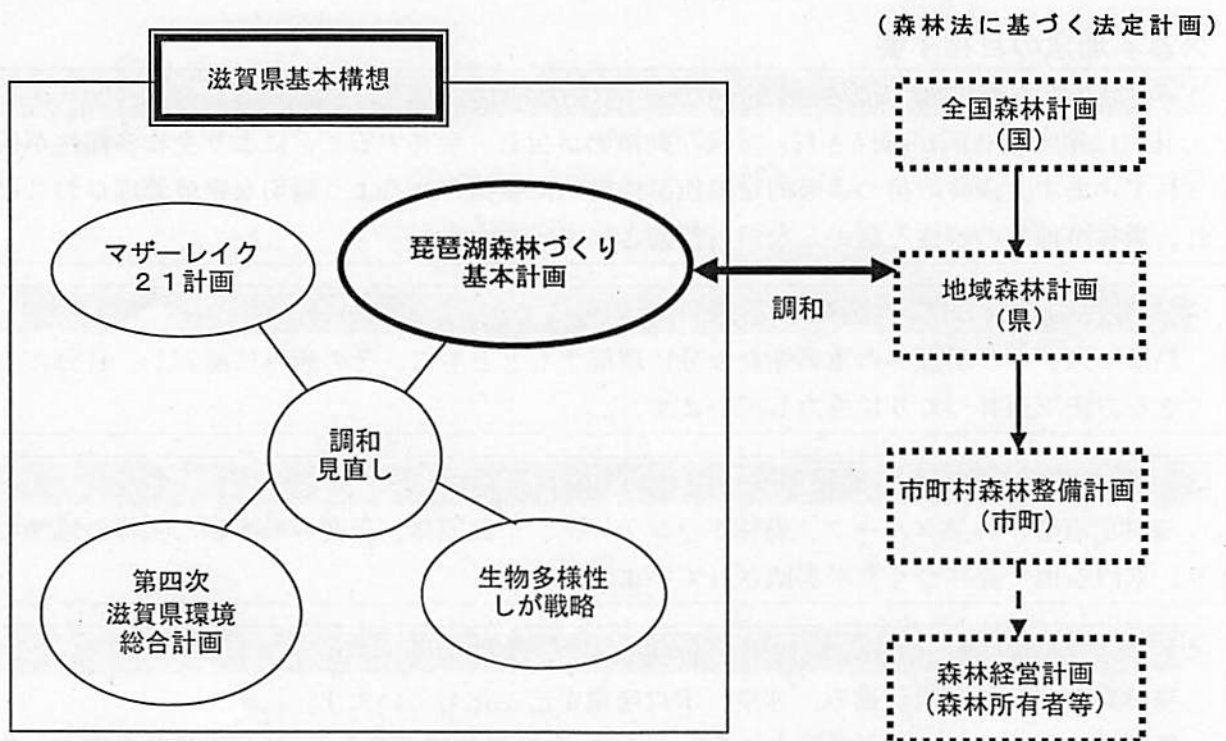 (森林法に基づく法定計画)
滋賀県基本構想
マザーレイク
21計画
琵琶湖森林づくり
基本計画
調和
見直し
第四次
滋賀県環境
総合計画
生物多様性
しが戦略
調和
全国森林計画
(国)
地域森林計画
(県)
市町村森林整備計画
(市町)
森林経営計画
(森林所有者等)